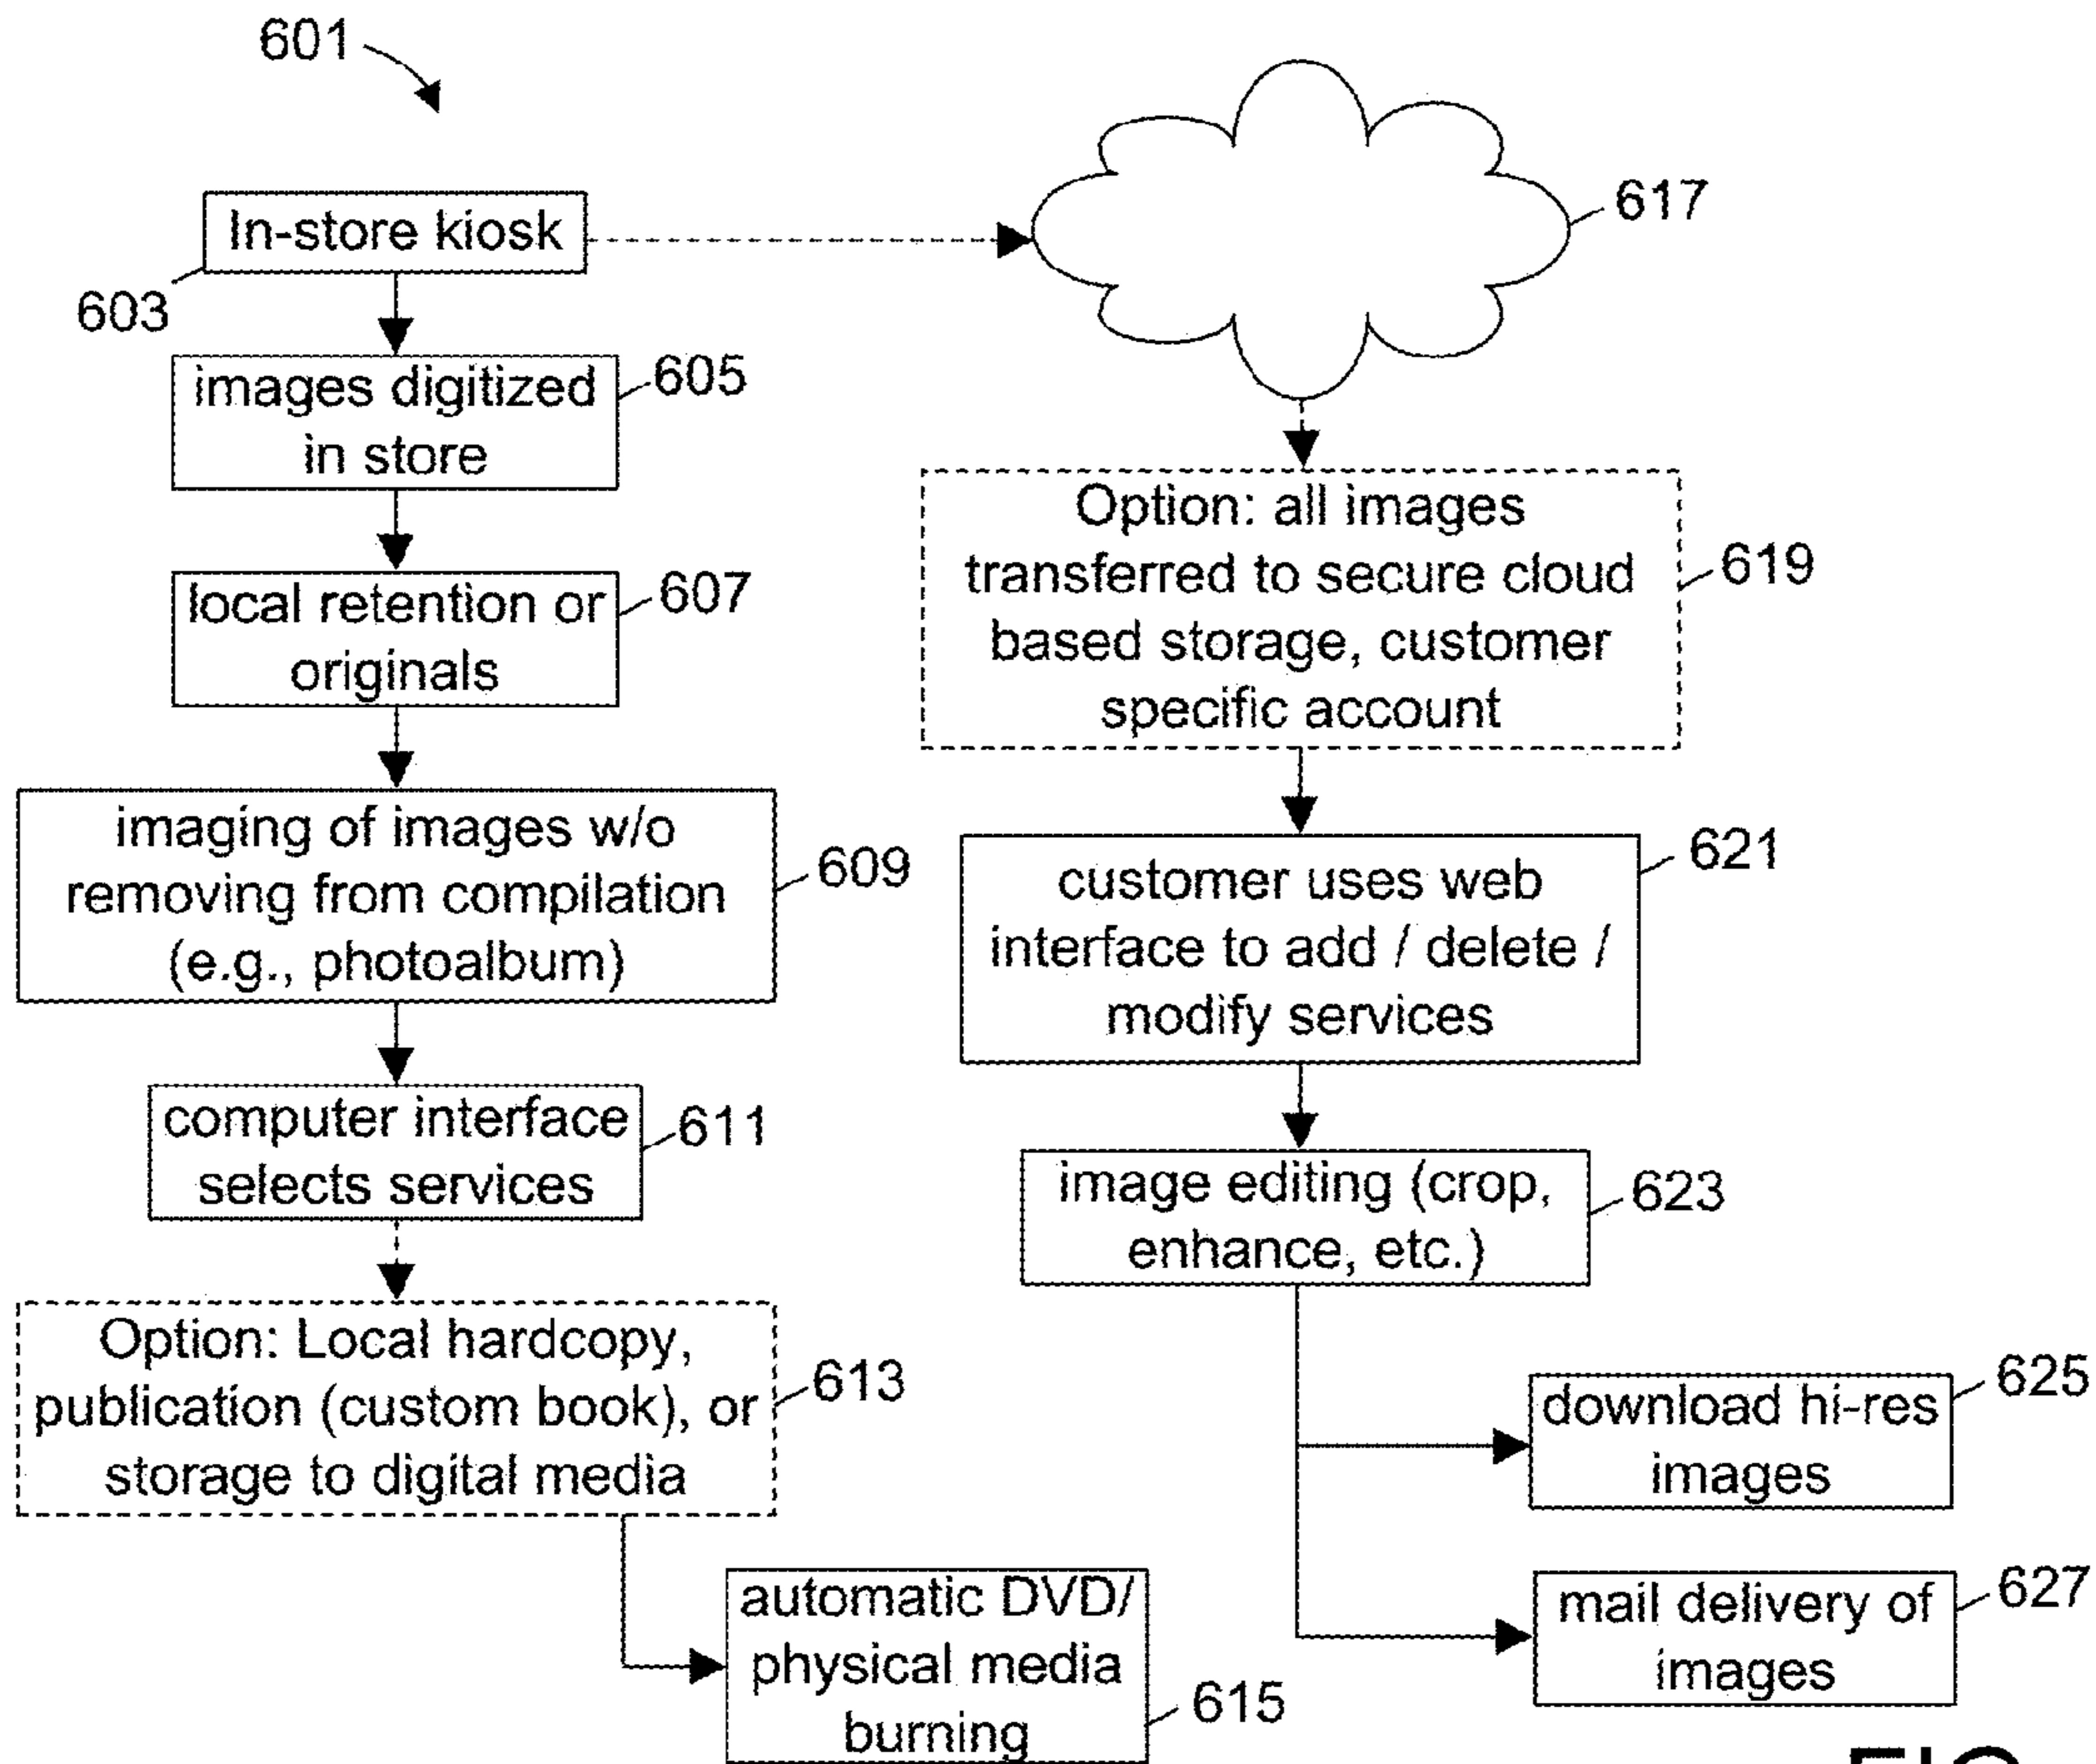 601
In-store kiosk
603
617
images digitized
in store
605
local retention or
originals
607
Option: all images
transferred to secure cloud
based storage, customer
specific account
619
imaging of images w/o
removing from compilation
(e.g., photoalbum)
609
customer uses web
interface to add / delete /
modify services
621
computer interface
selects services
611
image editing (crop,
enhance, etc.)
623
Option: Local hardcopy,
publication (custom book), or
storage to digital media
613
download hi-res
images
625
automatic DVD/
physical media
burning
615
mail delivery of
images
627